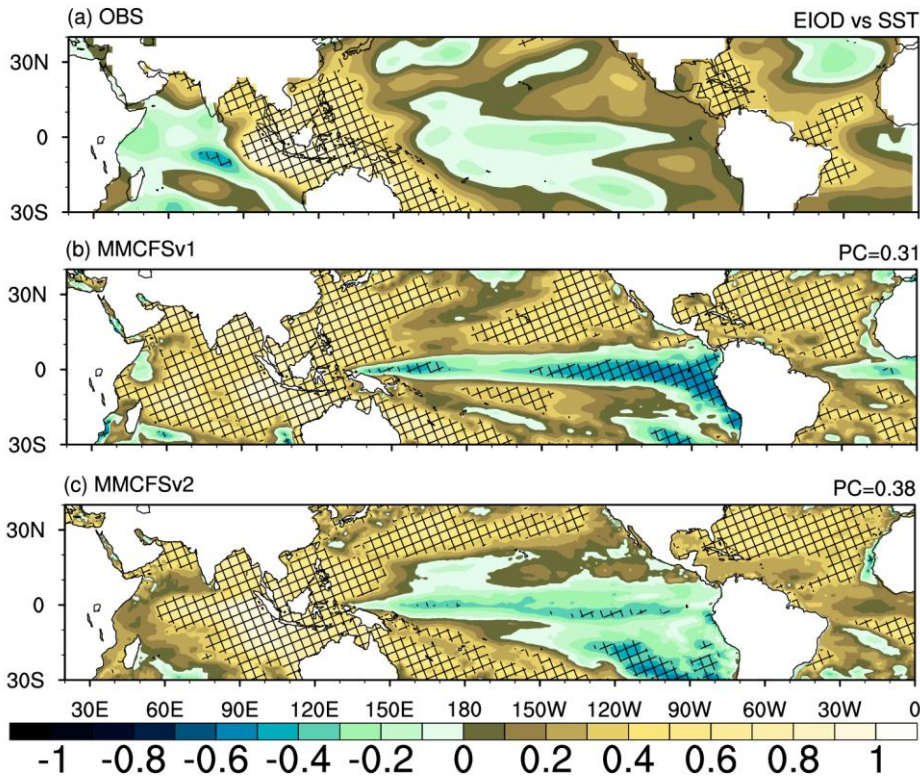 (a) OBS EIOD vs SST
30N
0
30S
(b) MMCFSv1 PC=0.31
30N
0
30S
(c) MMCFSv2 PC=0.38
30N
0
30S
30E 60E 90E 120E 150E 180 150W 120W 90W 60W 30W 0
-1 -0.8 -0.6 -0.4 -0.2 0 0.2 0.4 0.6 0.8 1